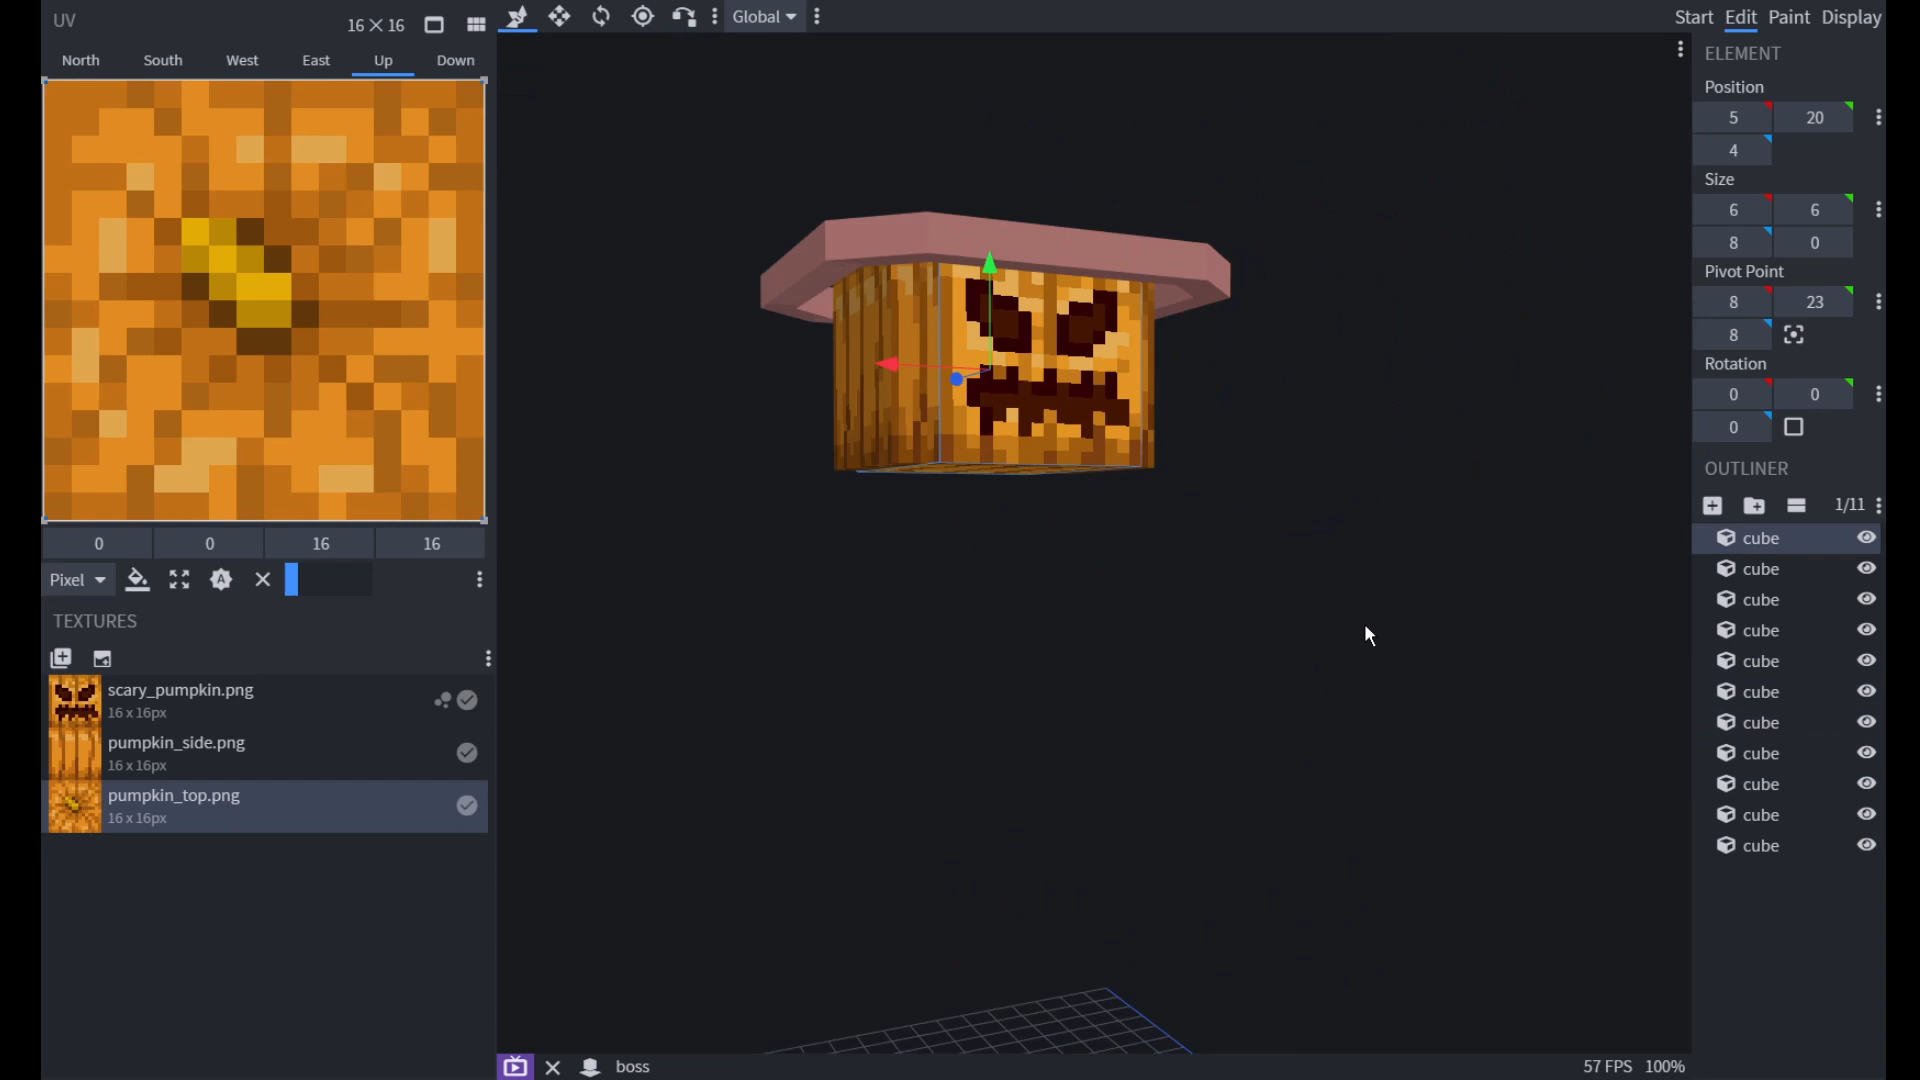 UV
16×16
Global
Start Edit Paint Display
North South West East Up Down
ELEMENT
Position
5 20
4
Size
6 6
8 0
Pivot Point
8 23
8
Rotation
0 0
0
OUTLINER
1/11
cube
cube
cube
cube
cube
cube
cube
cube
cube
cube
cube
0 0 16 16
Pixel
TEXTURES
scary_pumpkin.png
16 x 16px
pumpkin_side.png
16 x 16px
pumpkin_top.png
16 x 16px
boss
57 FPS 100%